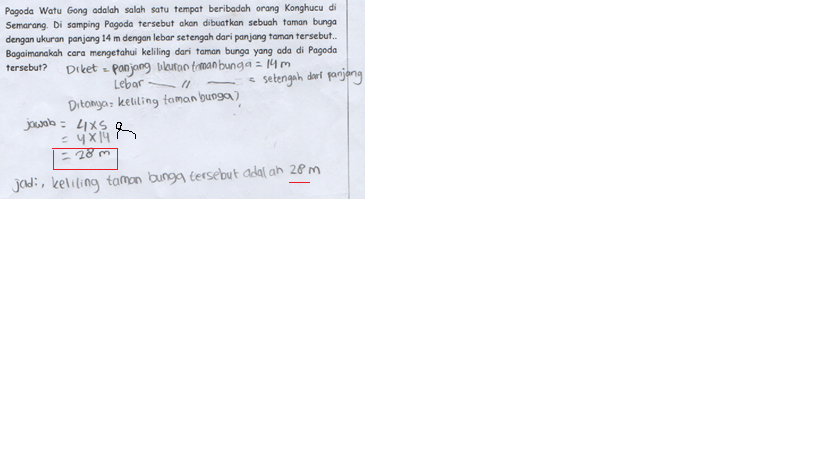 Pagoda Watu Gong adalah salah satu tempat beribadah orang Konghucu di
Semarang. Di samping Pagoda tersebut akan dibuatkan sebuah taman bunga
dengan ukuran panjang 14 m dengan lebar setengah dari panjang taman tersebut..
Bagaimanakah cara mengetahui keliling dari taman bunga yang ada di Pagoda
tersebut? Diket = Panjang Ukuran taman bunga = 14 m
Lebar — 〃 — = setengah dari panjang
Ditanya = keliling taman bunga?
jawab = 4 x s
= 4 x 14
= 28 m
jadi, keliling taman bunga tersebut adalah 28 m